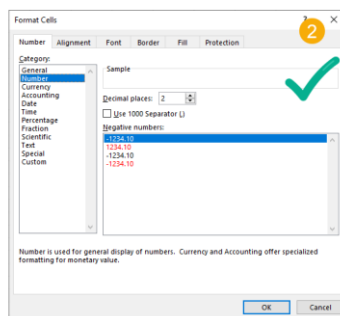 Format Cells
? ×
2
Number Alignment Font Border Fill Protection
Category:
General
Number
Currency
Accounting
Date
Time
Percentage
Fraction
Scientific
Text
Special
Custom
Sample
Decimal places: 2
Use 1000 Separator (,)
Negative numbers:
-1234.10
1234.10
-1234.10
-1234.10
Number is used for general display of numbers. Currency and Accounting offer specialized
formatting for monetary value.
OK Cancel